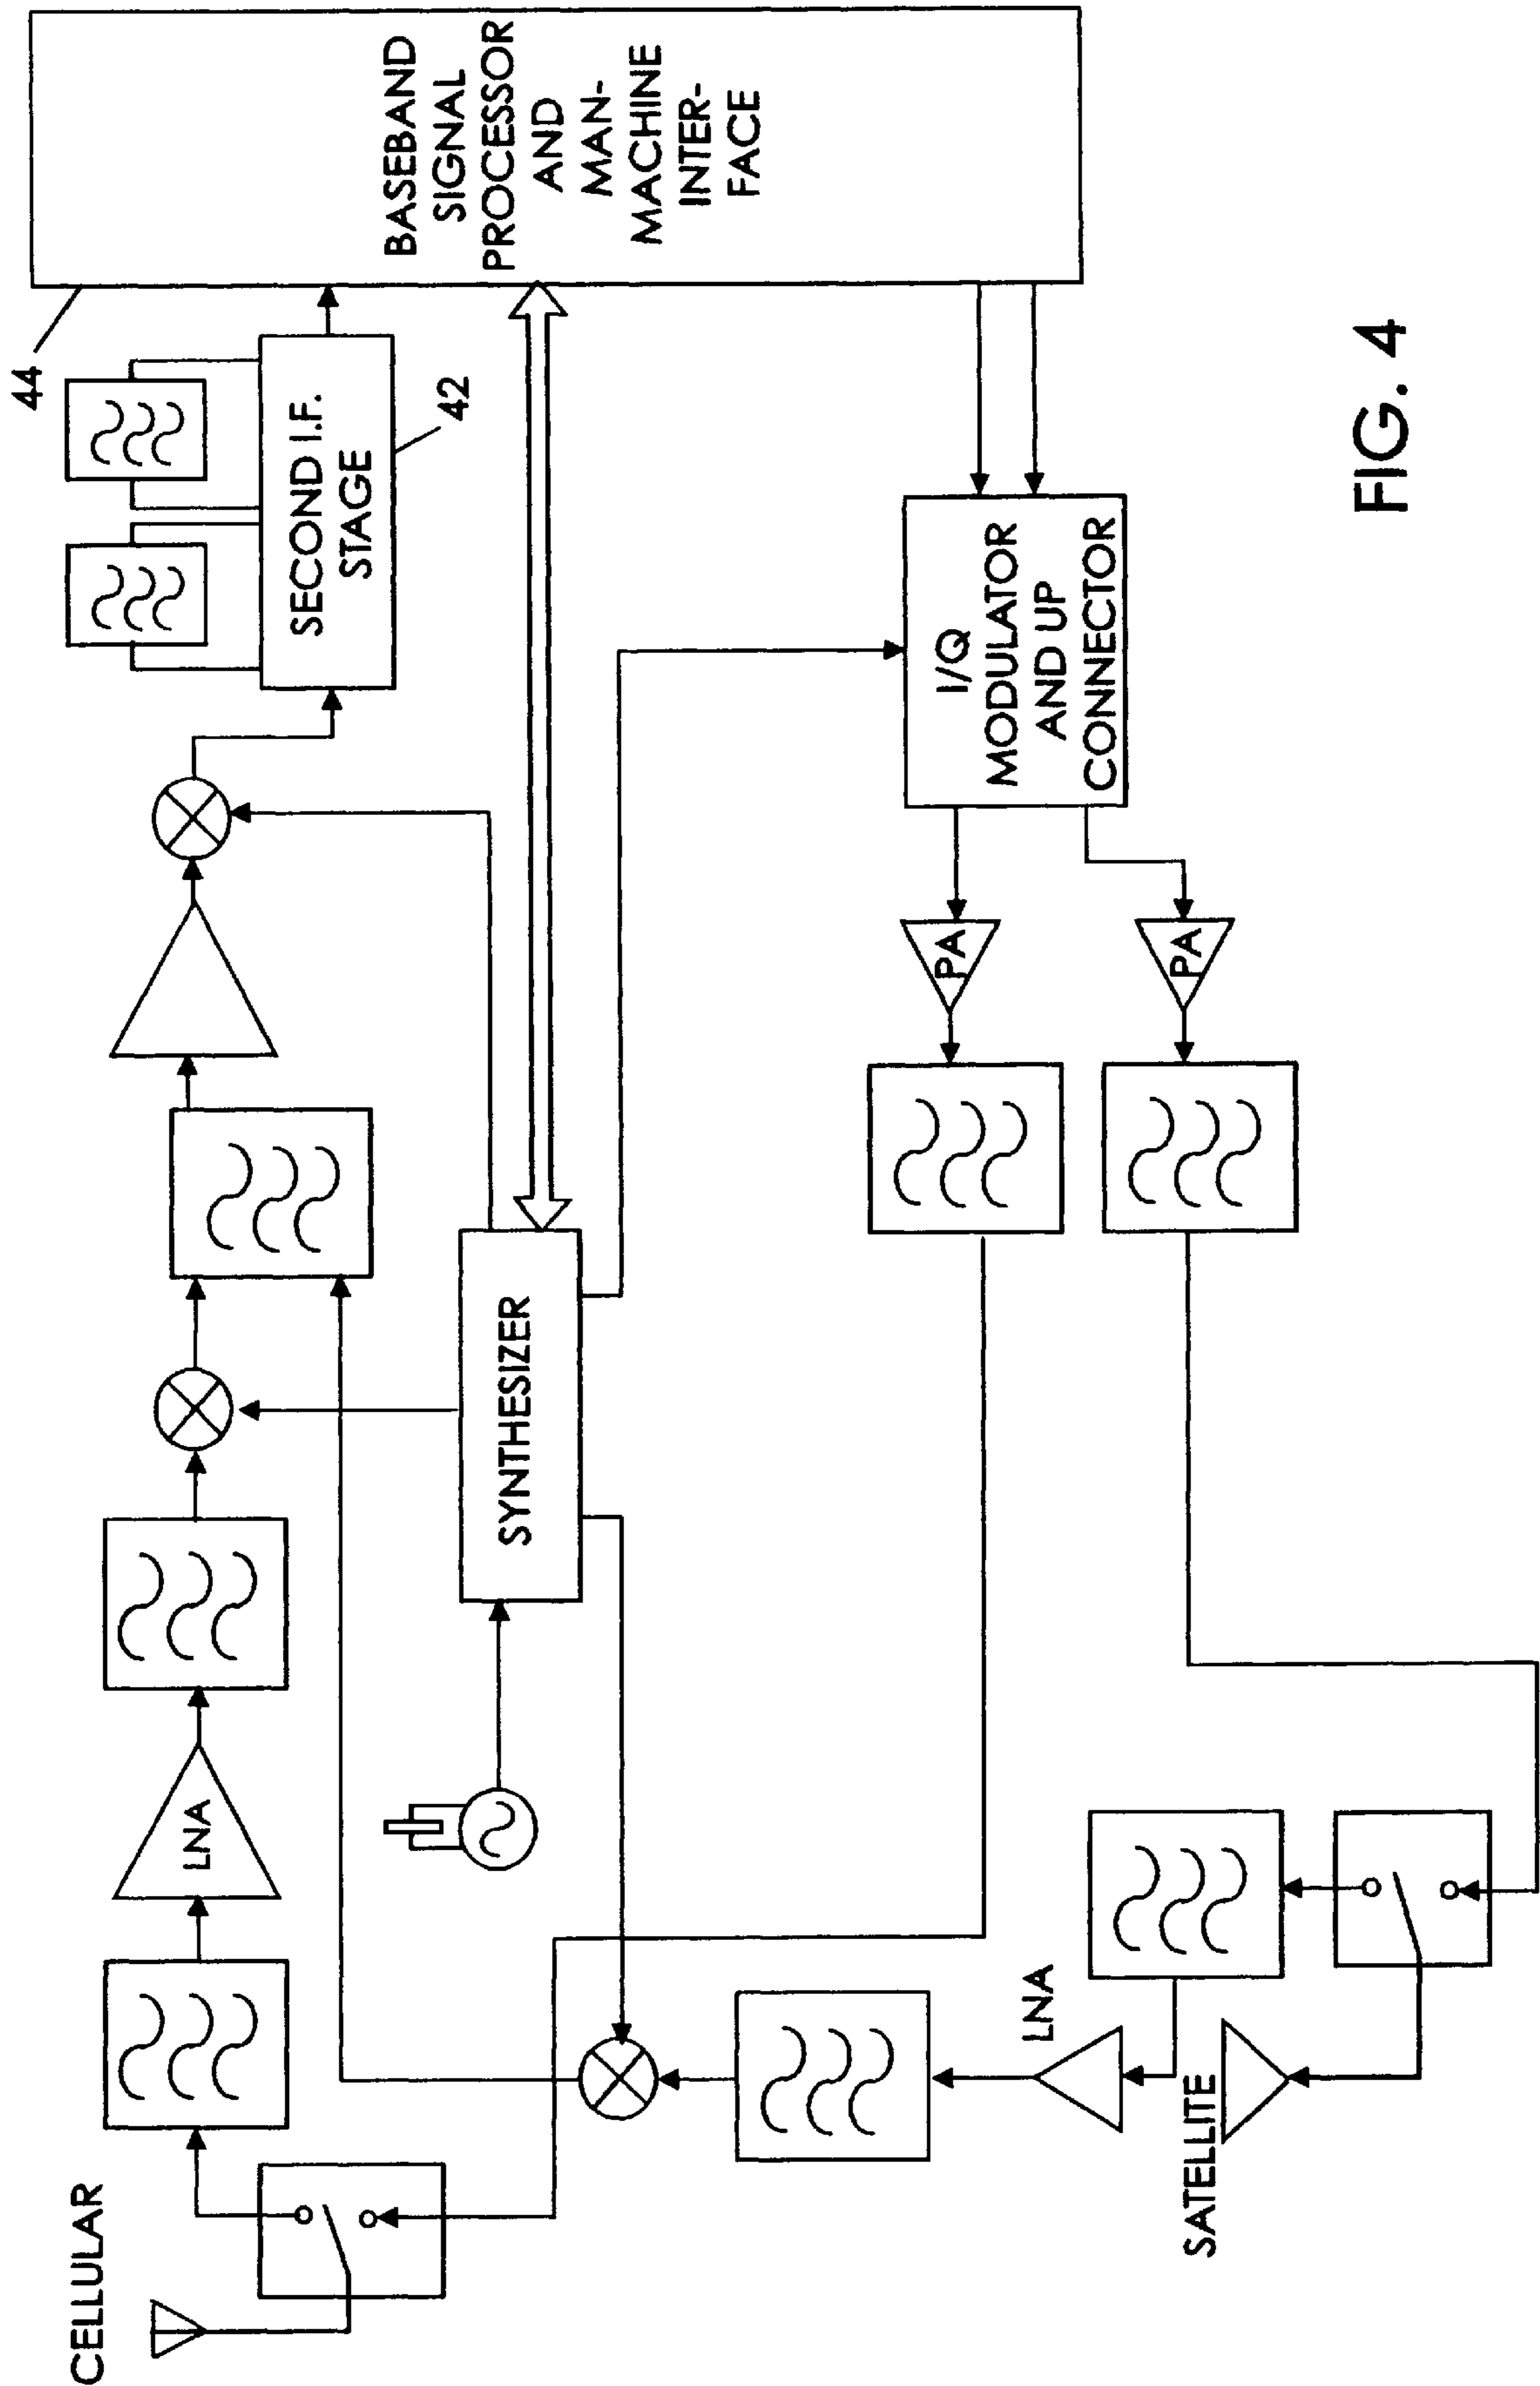 CELLULAR
LNA
44
SECOND I.F.
STAGE
42
BASEBAND
SIGNAL
PROCESSOR
AND
MAN-
MACHINE
INTER-
FACE
SYNTHESIZER
I/Q
MODULATOR
AND UP
CONNECTOR
PA
PA
LNA
SATELLITE
FIG. 4